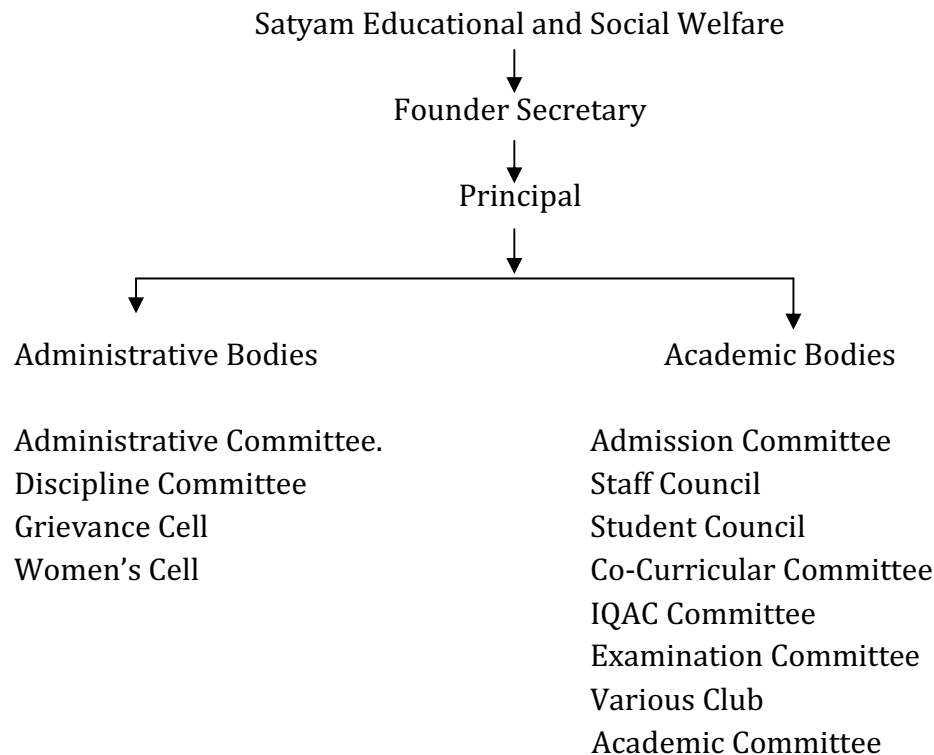 Satyam Educational and Social Welfare
Founder Secretary
Principal
Administrative Bodies
Administrative Committee.
Discipline Committee
Grievance Cell
Women’s Cell
Academic Bodies
Admission Committee
Staff Council
Student Council
Co-Curricular Committee
IQAC Committee
Examination Committee
Various Club
Academic Committee